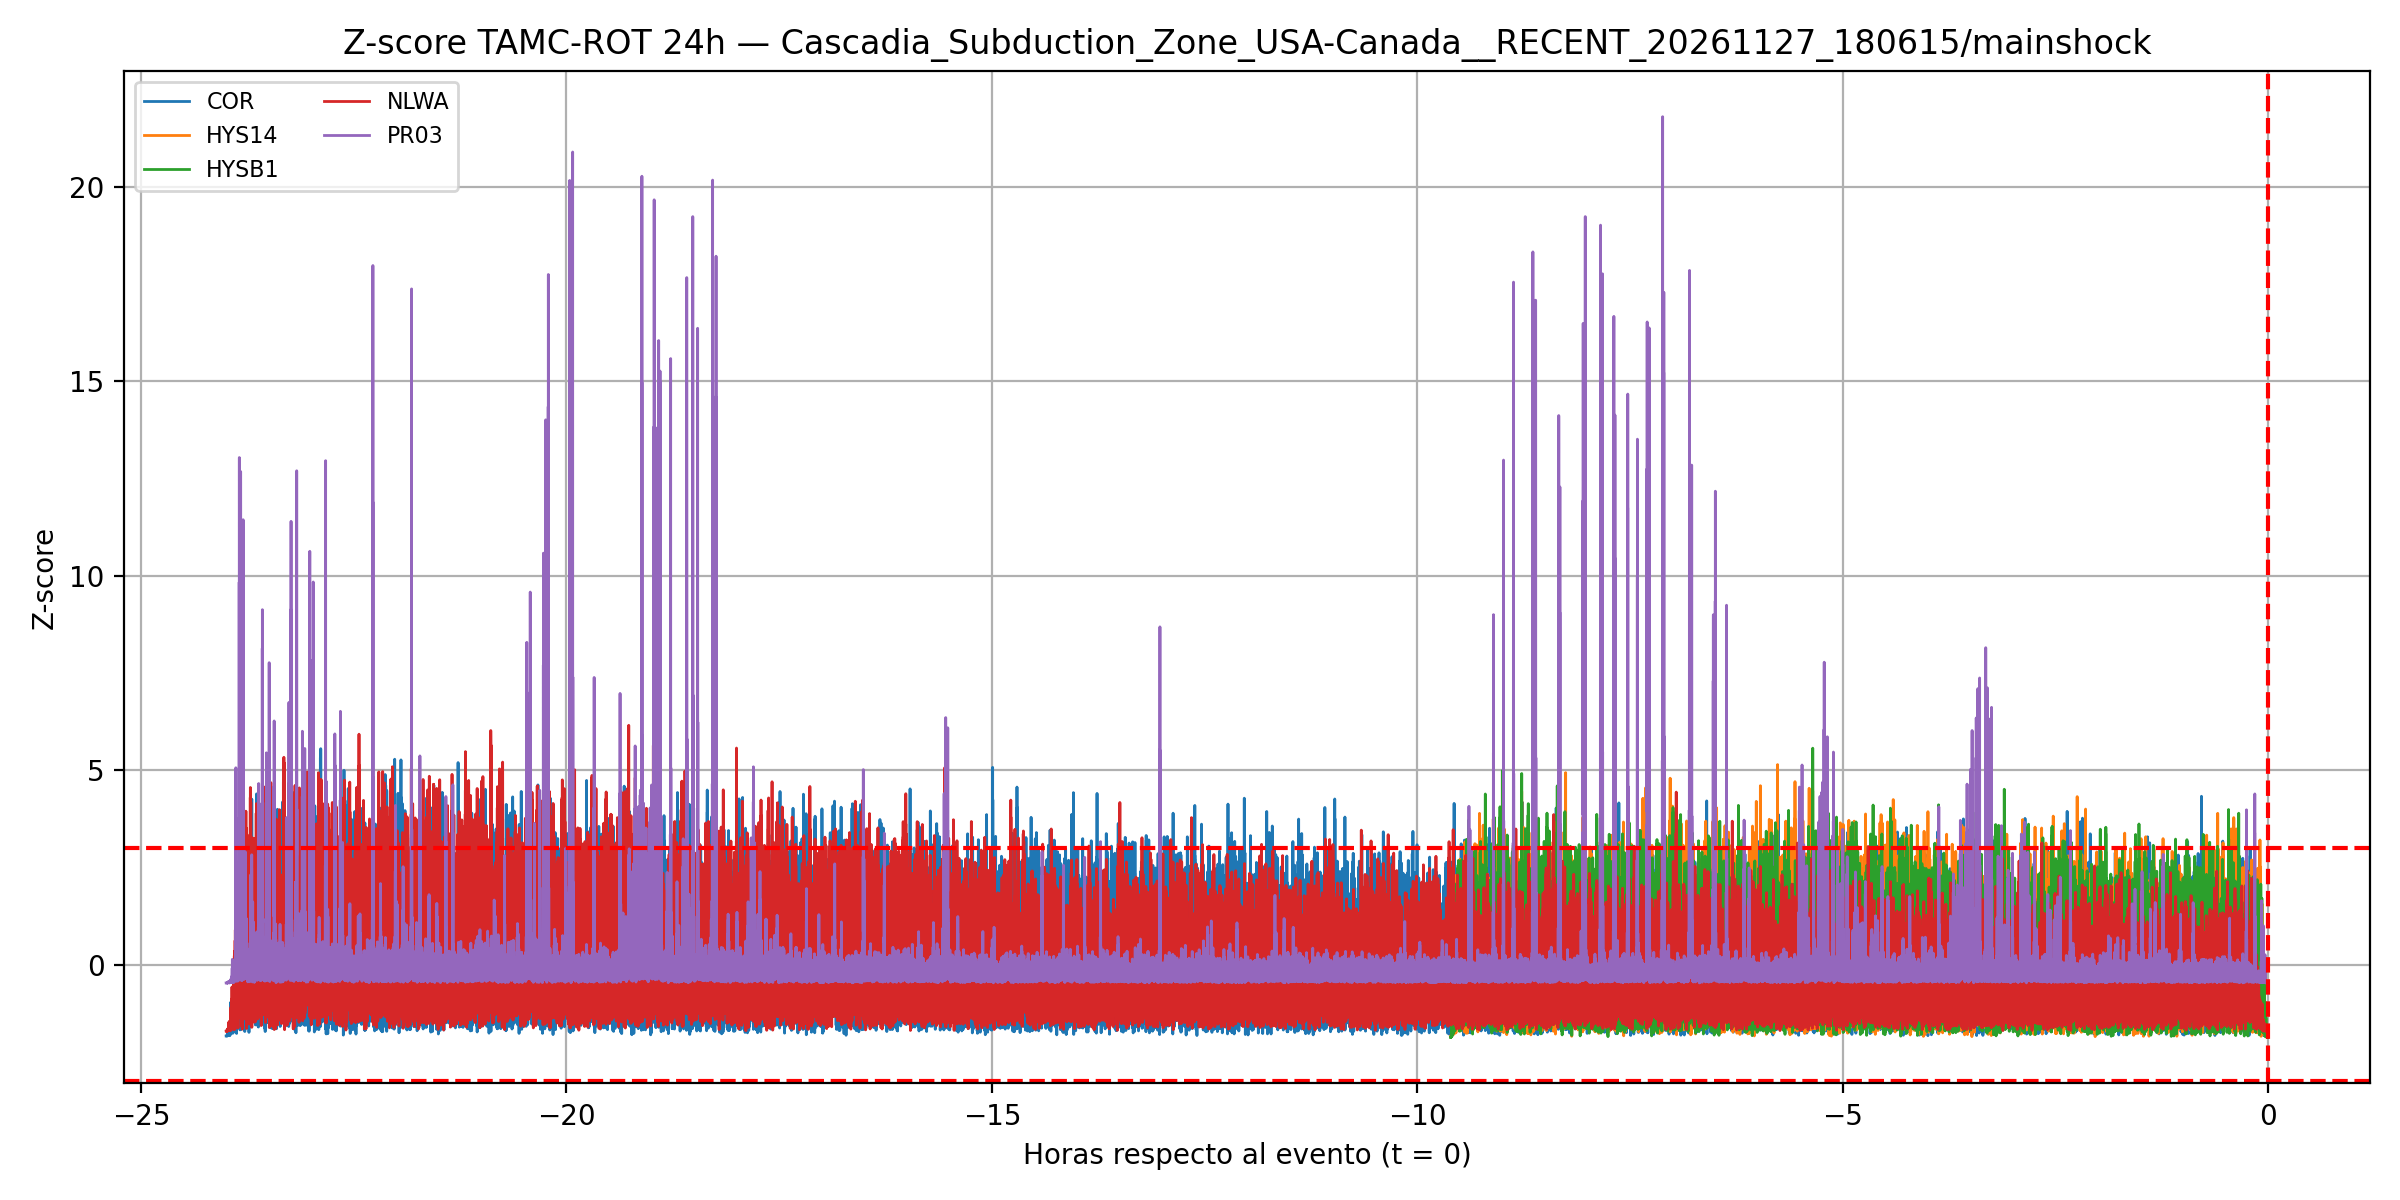 Z-score TAMC-ROT 24h — Cascadia_Subduction_Zone_USA-Canada__RECENT_20261127_180615/mainshock
COR
HYS14
HYSB1
NLWA
PR03
Z-score
20
15
10
5
0
−25
−20
−15
−10
−5
0
Horas respecto al evento (t = 0)